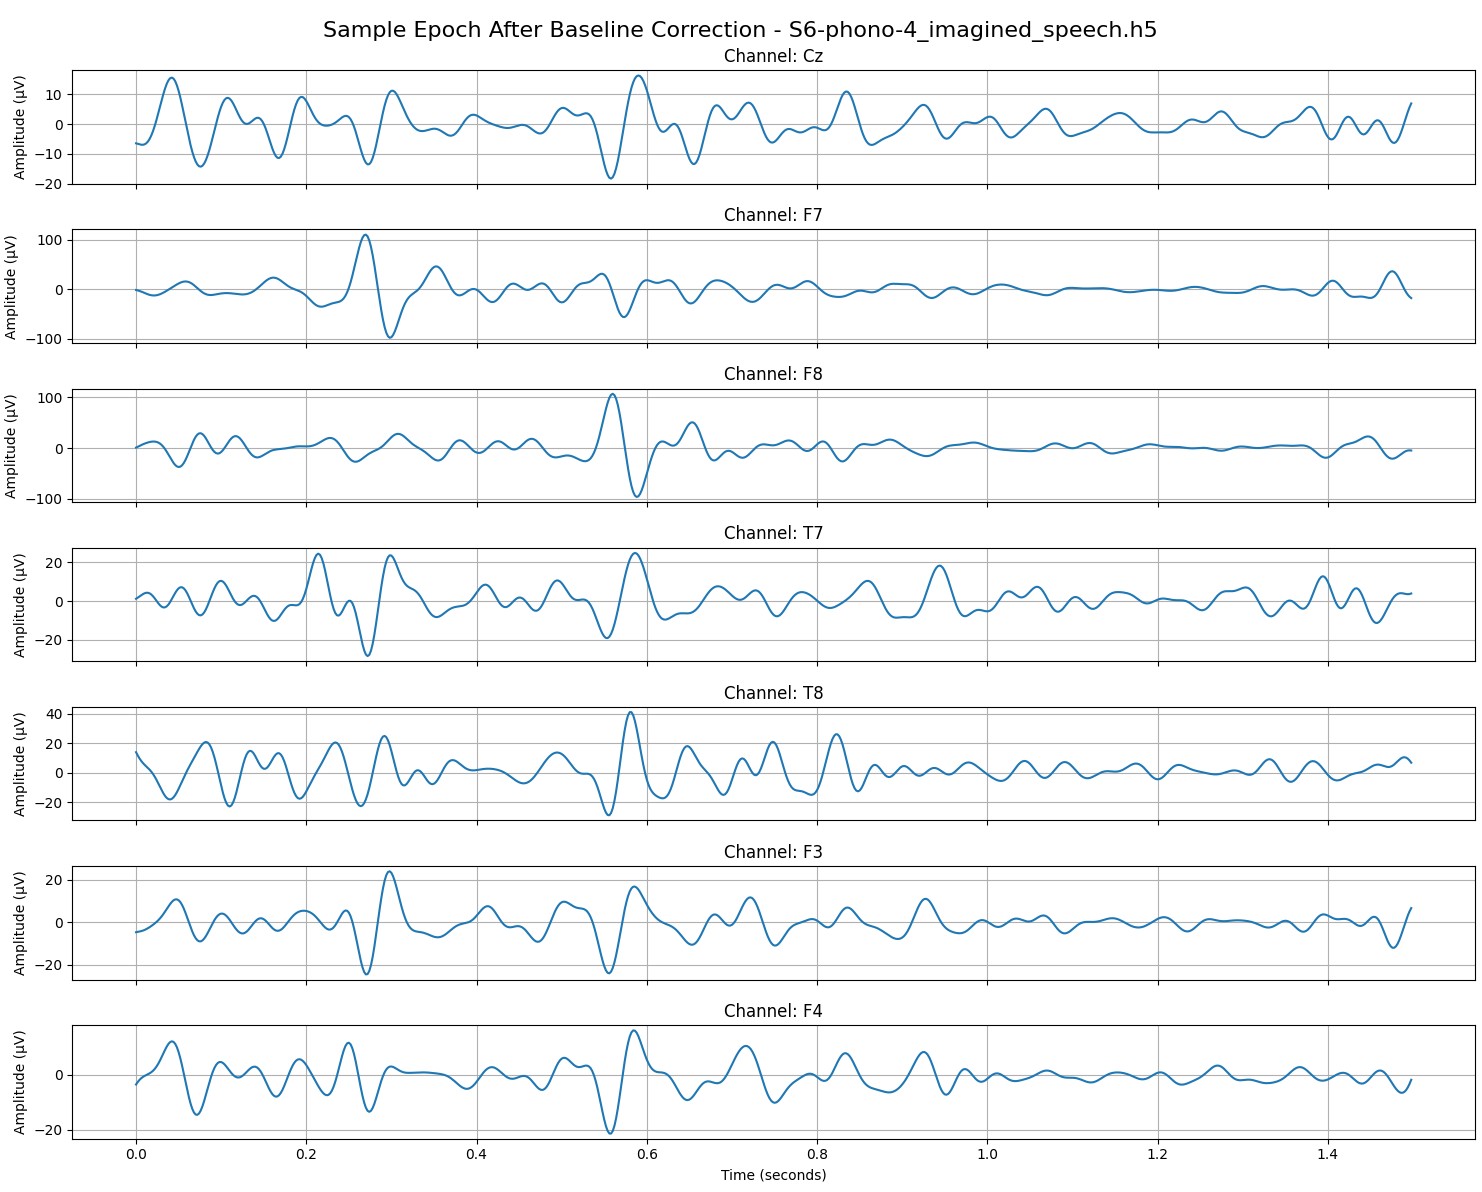 Sample Epoch After Baseline Correction - S6-phono-4_imagined_speech.h5
Channel: Cz
Amplitude (μV)
10
0
−10
−20
Channel: F7
Amplitude (μV)
100
0
−100
Channel: F8
Amplitude (μV)
100
0
−100
Channel: T7
Amplitude (μV)
20
0
−20
Channel: T8
Amplitude (μV)
40
20
0
−20
Channel: F3
Amplitude (μV)
20
0
−20
Channel: F4
Amplitude (μV)
0
−20
0.0 0.2 0.4 0.6 0.8 1.0 1.2 1.4
Time (seconds)